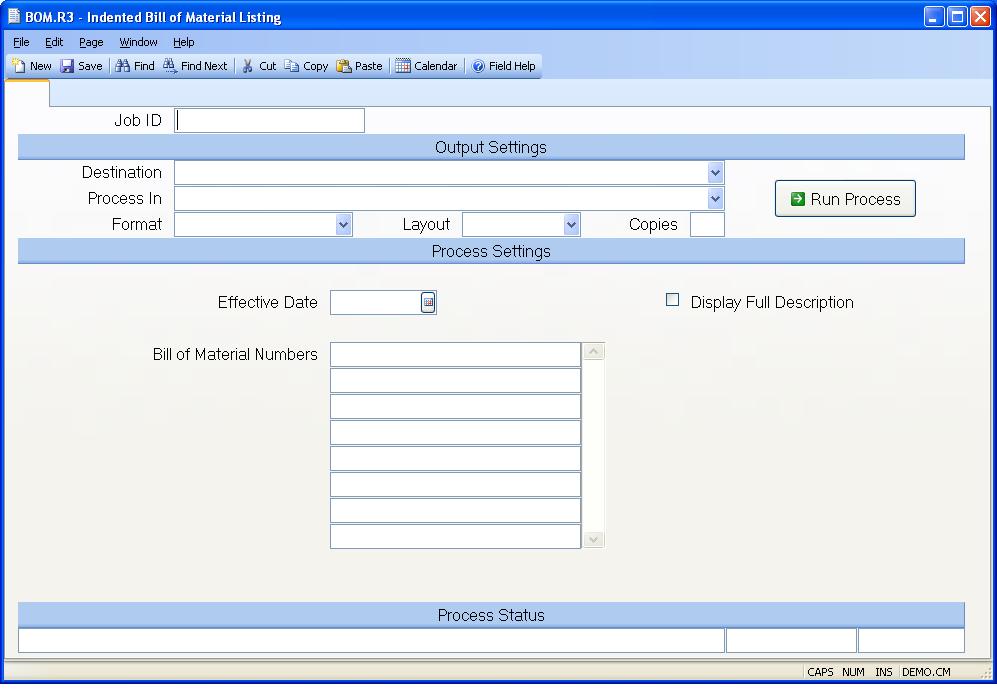 BOM.R3 - Indented Bill of Material Listing
File Edit Page Window Help
New Save Find Find Next Cut Copy Paste Calendar Field Help
Job ID
Output Settings
Destination
Process In
Run Process
Format Layout Copies
Process Settings
Effective Date Display Full Description
Bill of Material Numbers
Process Status
CAPS NUM INS DEMO.CM